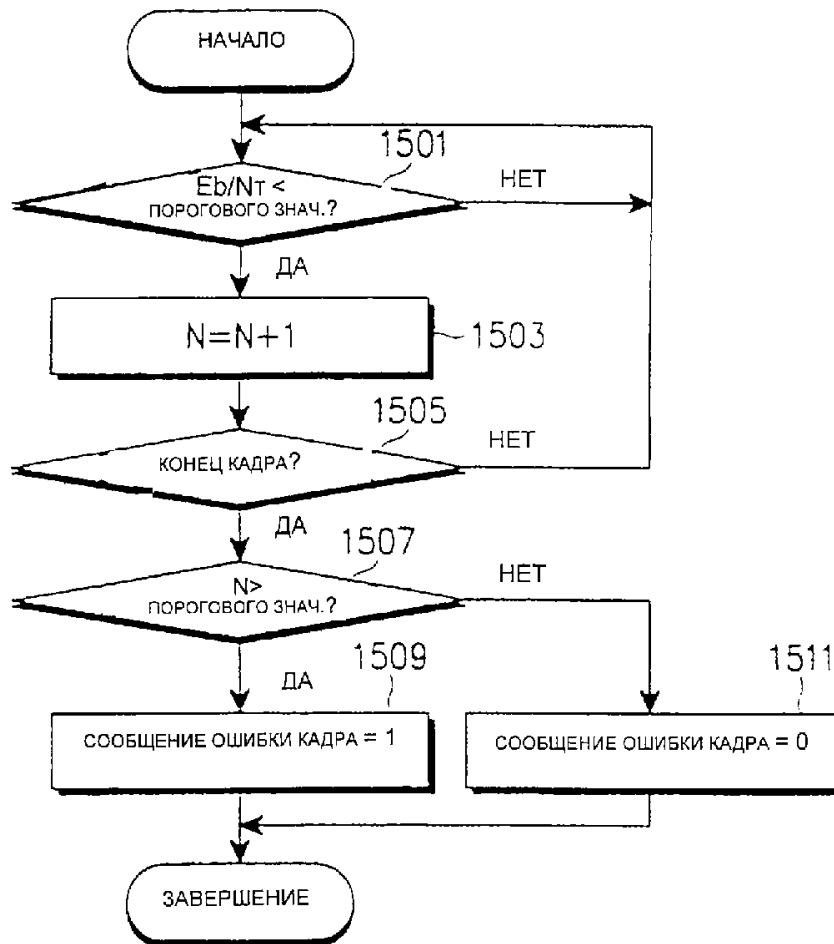 НАЧАЛО
1501
Eb/Nт <
ПОРОГОВОГО ЗНАЧ.?
НЕТ
ДА
N=N+1
1503
1505
КОНЕЦ КАДРА?
НЕТ
ДА
1507
N>
ПОРОГОВОГО ЗНАЧ.?
НЕТ
ДА
1509
1511
СООБЩЕНИЕ ОШИБКИ КАДРА = 1
СООБЩЕНИЕ ОШИБКИ КАДРА = 0
ЗАВЕРШЕНИЕ